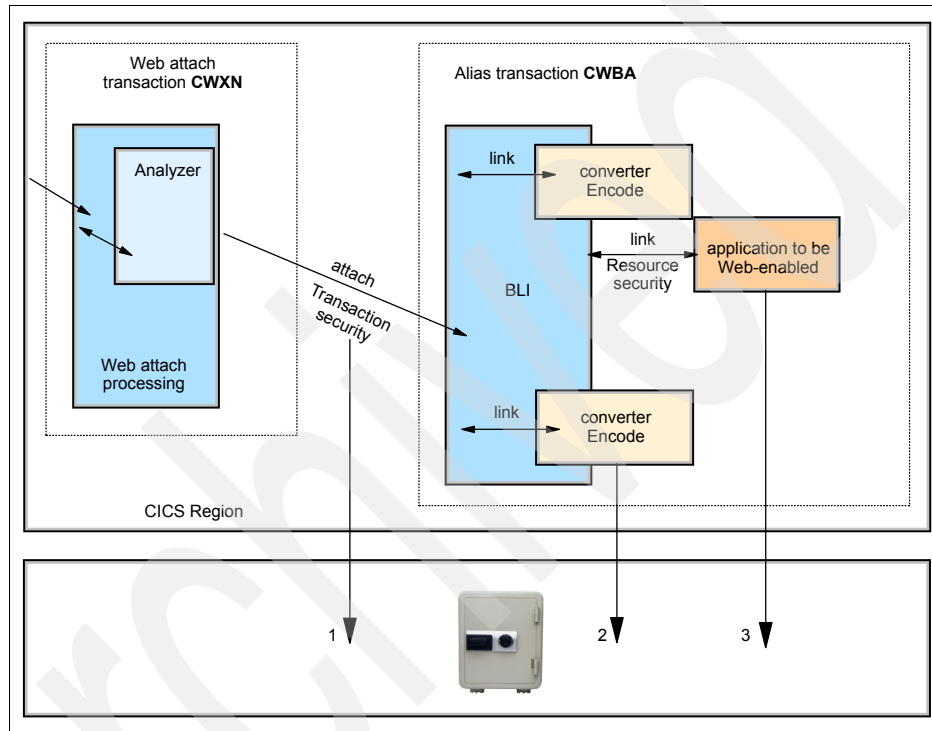 Web attach
transaction CWXN
Alias transaction CWBA
Analyzer
Web attach
processing
attach
Transaction
security
BLI
link
converter
Encode
link
Resource
security
application to be
Web-enabled
link
converter
Encode
CICS Region
1
2
3
rchived